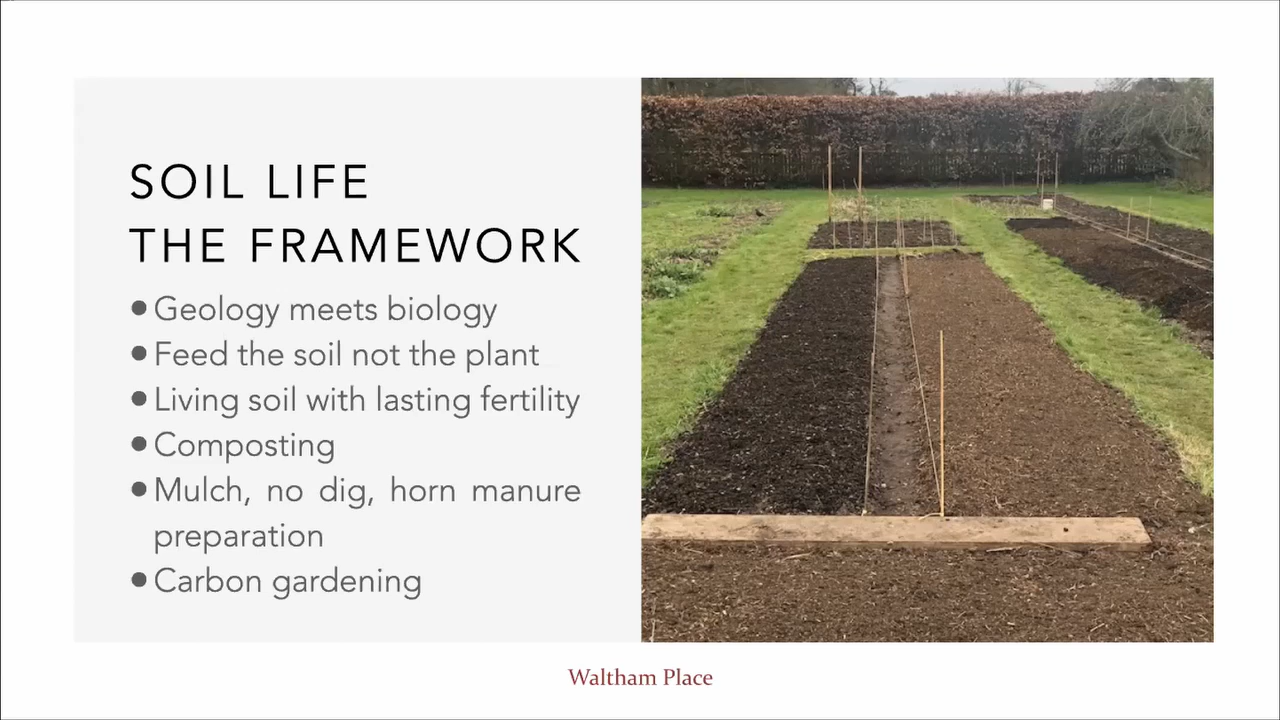 SOIL LIFE
THE FRAMEWORK
• Geology meets biology
• Feed the soil not the plant
• Living soil with lasting fertility
• Composting
• Mulch, no dig, horn manure
preparation
• Carbon gardening
Waltham Place